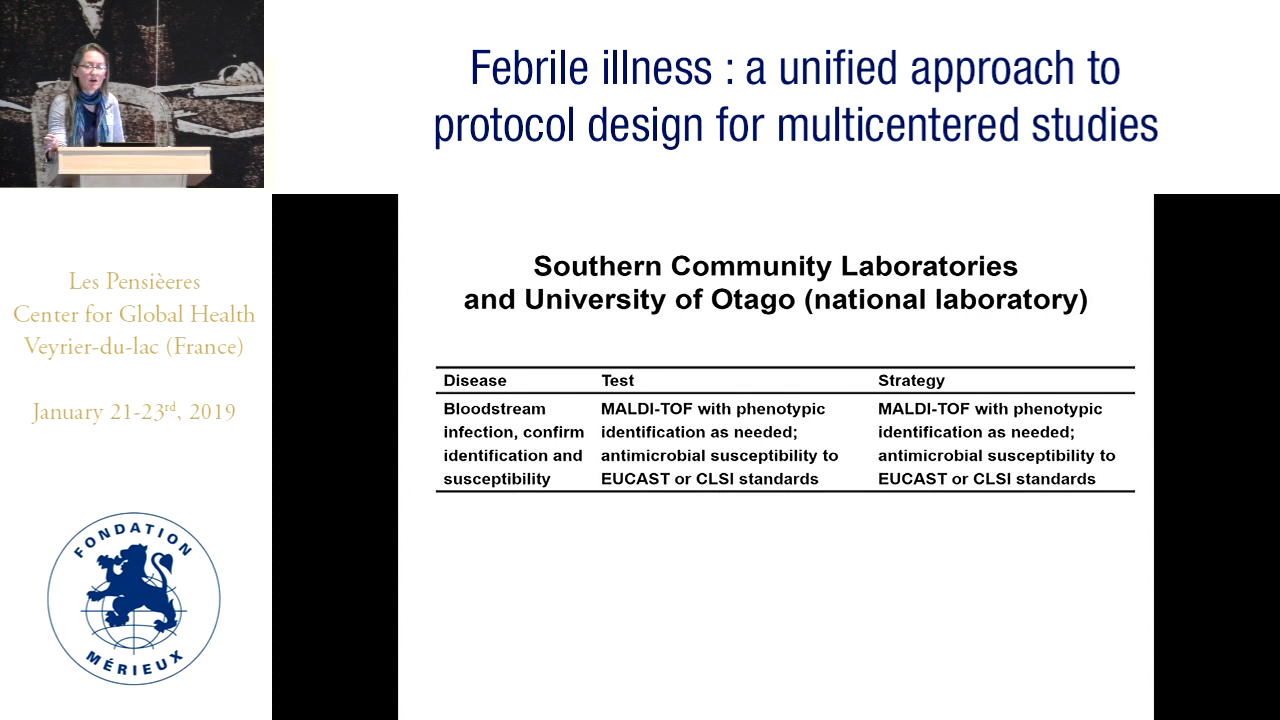 Febrile illness : a unified approach to
protocol design for multicentered studies
Les Pensièeres
Center for Global Health
Veyrier-du-lac (France)
January 21-23rd, 2019
FONDATION
MÉRIEUX
Southern Community Laboratories
and University of Otago (national laboratory)
Disease Test Strategy
Bloodstream MALDI-TOF with phenotypic MALDI-TOF with phenotypic
infection, confirm identification as needed; identification as needed;
identification and antimicrobial susceptibility to antimicrobial susceptibility to
susceptibility EUCAST or CLSI standards EUCAST or CLSI standards